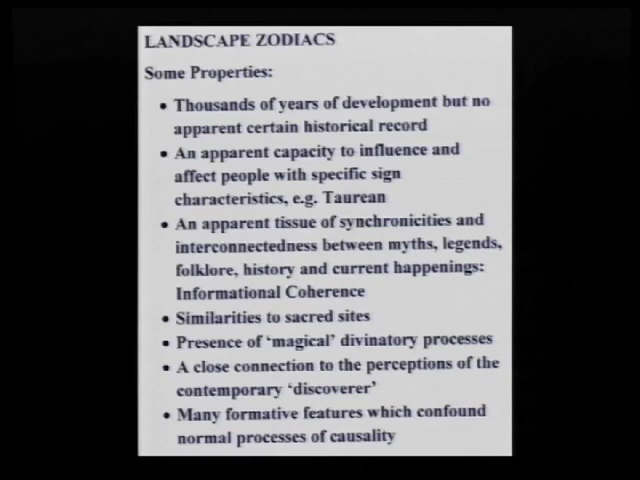 LANDSCAPE ZODIACS
Some Properties:
• Thousands of years of development but no
apparent certain historical record
• An apparent capacity to influence and
affect people with specific sign
characteristics, e.g. Taurean
• An apparent tissue of synchronicities and
interconnectedness between myths, legends,
folklore, history and current happenings:
Informational Coherence
• Similarities to sacred sites
• Presence of ‘magical’ divinatory processes
• A close connection to the perceptions of the
contemporary ‘discoverer’
• Many formative features which confound
normal processes of causality